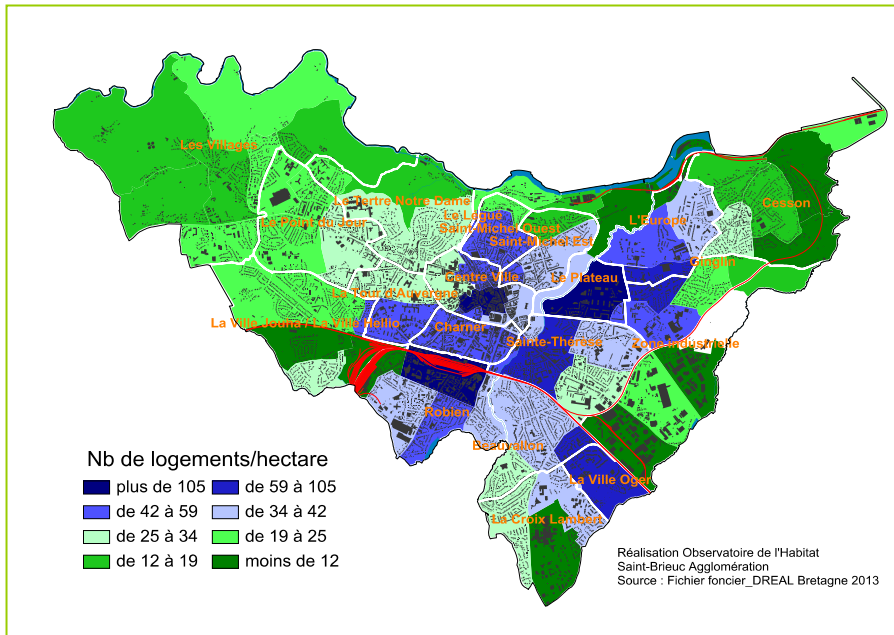 Les Villages
Le Tertre Notre Dame
Le Point du Jour
Le Légué
Saint-Michel Ouest
Saint-Michel Est
L'Europe
Cesson
Ginglin
Centre Ville
Le Plateau
La Tour d'Auvergne
La Ville Jouha / La Ville Hellio
Charner
Sainte-Thérèse
Zone Industrielle
Robien
Beauvallon
La Ville Oger
La Croix Lambert
Nb de logements/hectare
plus de 105 de 59 à 105
de 42 à 59 de 34 à 42
de 25 à 34 de 19 à 25
de 12 à 19 moins de 12
Réalisation Observatoire de l'Habitat
Saint-Brieuc Agglomération
Source : Fichier foncier_DREAL Bretagne 2013